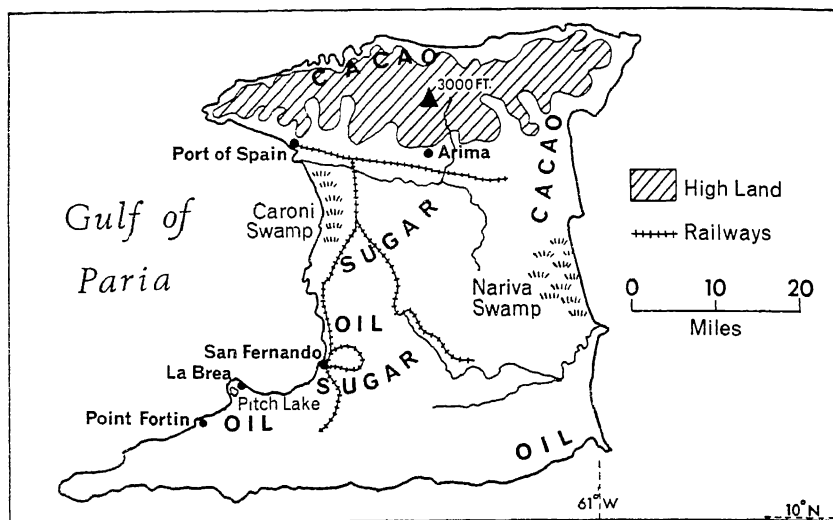 CACAO
3000 FT.
Port of Spain
Arima
CACAO
High Land
Gulf of
Paria
Caroni
Swamp
SUGAR
Railways
Nariva
Swamp
0 10 20
Miles
OIL
San Fernando
SUGAR
La Brea
Pitch Lake
Point Fortin
OIL
OIL
61° W
10° N